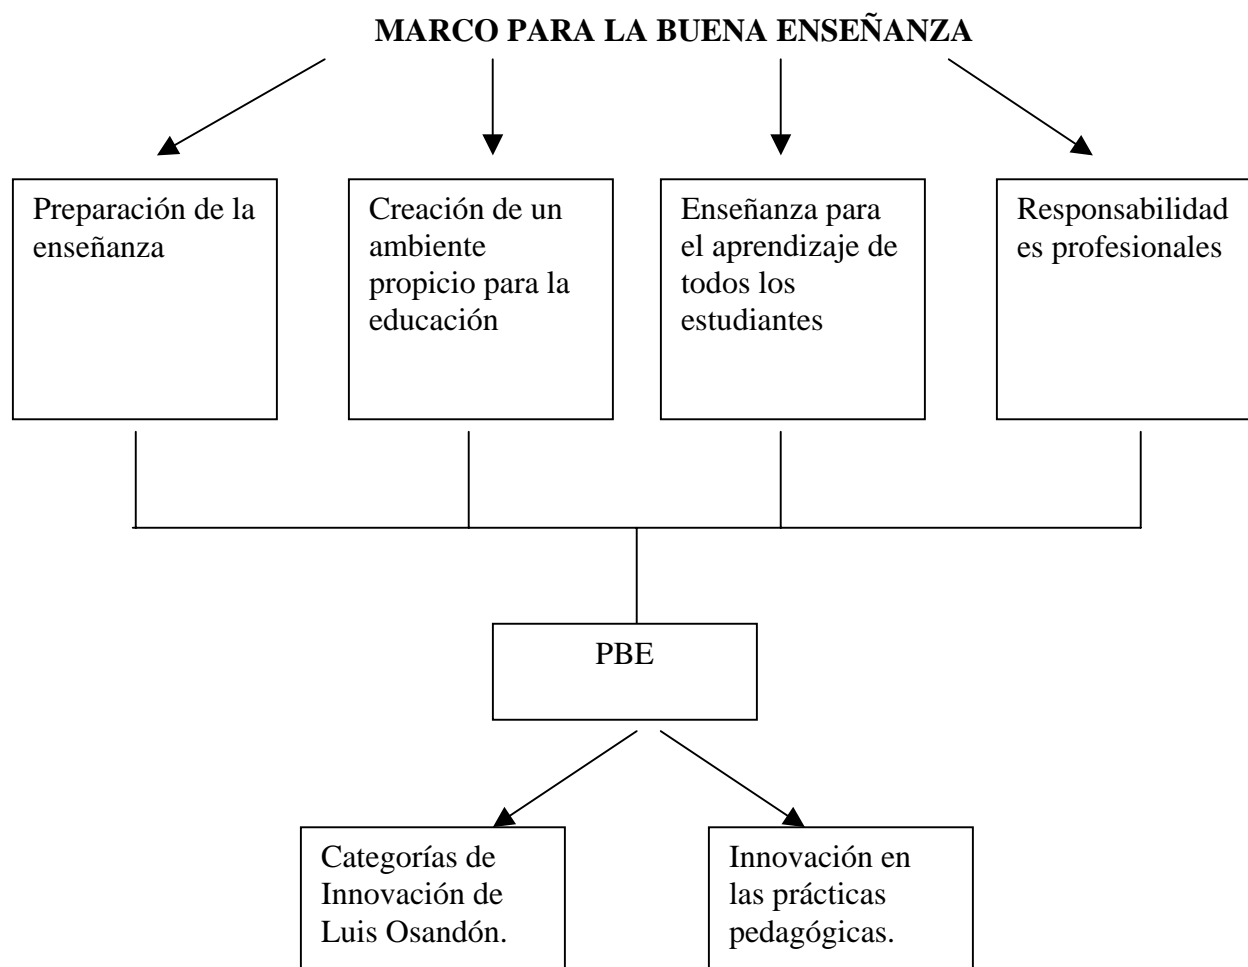 MARCO PARA LA BUENA ENSEÑANZA
Preparación de la
enseñanza
Creación de un
ambiente
propicio para la
educación
Enseñanza para
el aprendizaje de
todos los
estudiantes
Responsabilidad
es profesionales
PBE
Categorías de
Innovación de
Luis Osandón.
Innovación en
las prácticas
pedagógicas.